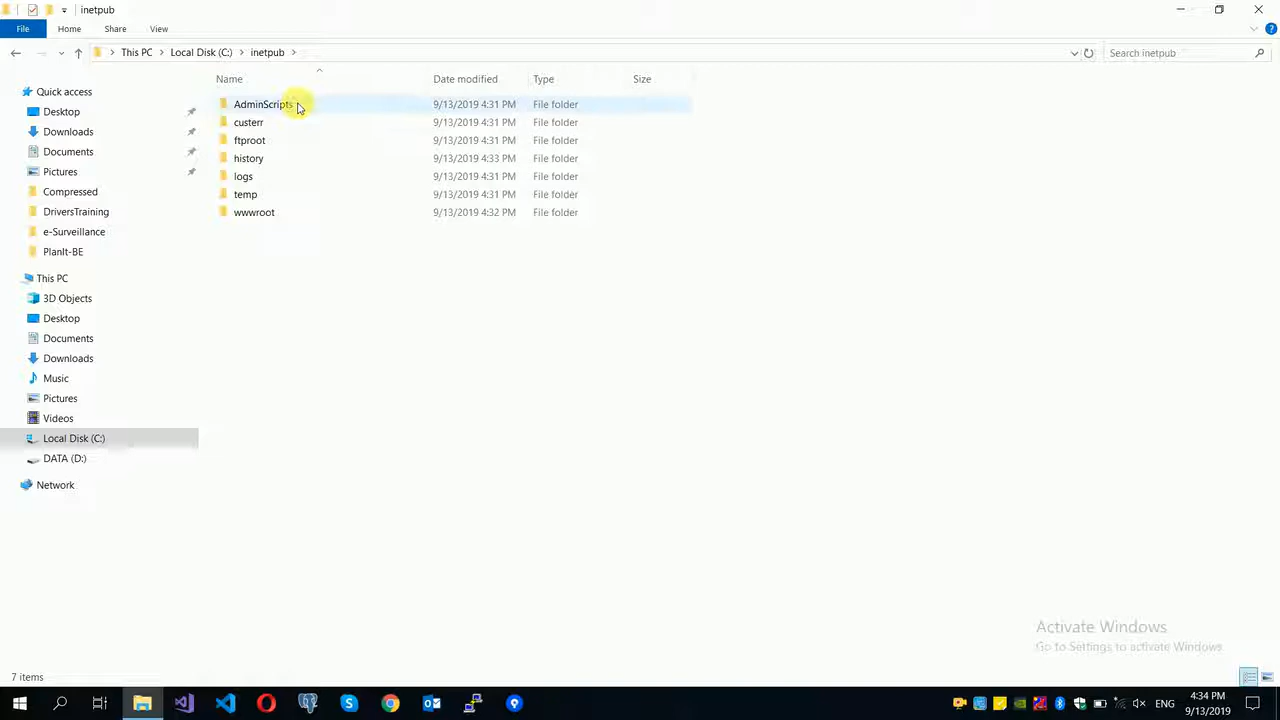 inetpub
File Home Share View
This PC Local Disk (C:) inetpub Search inetpub
Name Date modified Type Size
Quick access
Desktop
Downloads
Documents
Pictures
Compressed
DriversTraining
e-Surveillance
PlanIt-BE
This PC
3D Objects
Desktop
Documents
Downloads
Music
Pictures
Videos
Local Disk (C:)
DATA (D:)
Network
AdminScripts 9/13/2019 4:31 PM File folder
custerr 9/13/2019 4:31 PM File folder
ftproot 9/13/2019 4:31 PM File folder
history 9/13/2019 4:33 PM File folder
logs 9/13/2019 4:31 PM File folder
temp 9/13/2019 4:31 PM File folder
wwwroot 9/13/2019 4:32 PM File folder
Activate Windows
Go to Settings to activate Windows.
7 items
ENG
4:34 PM
9/13/2019